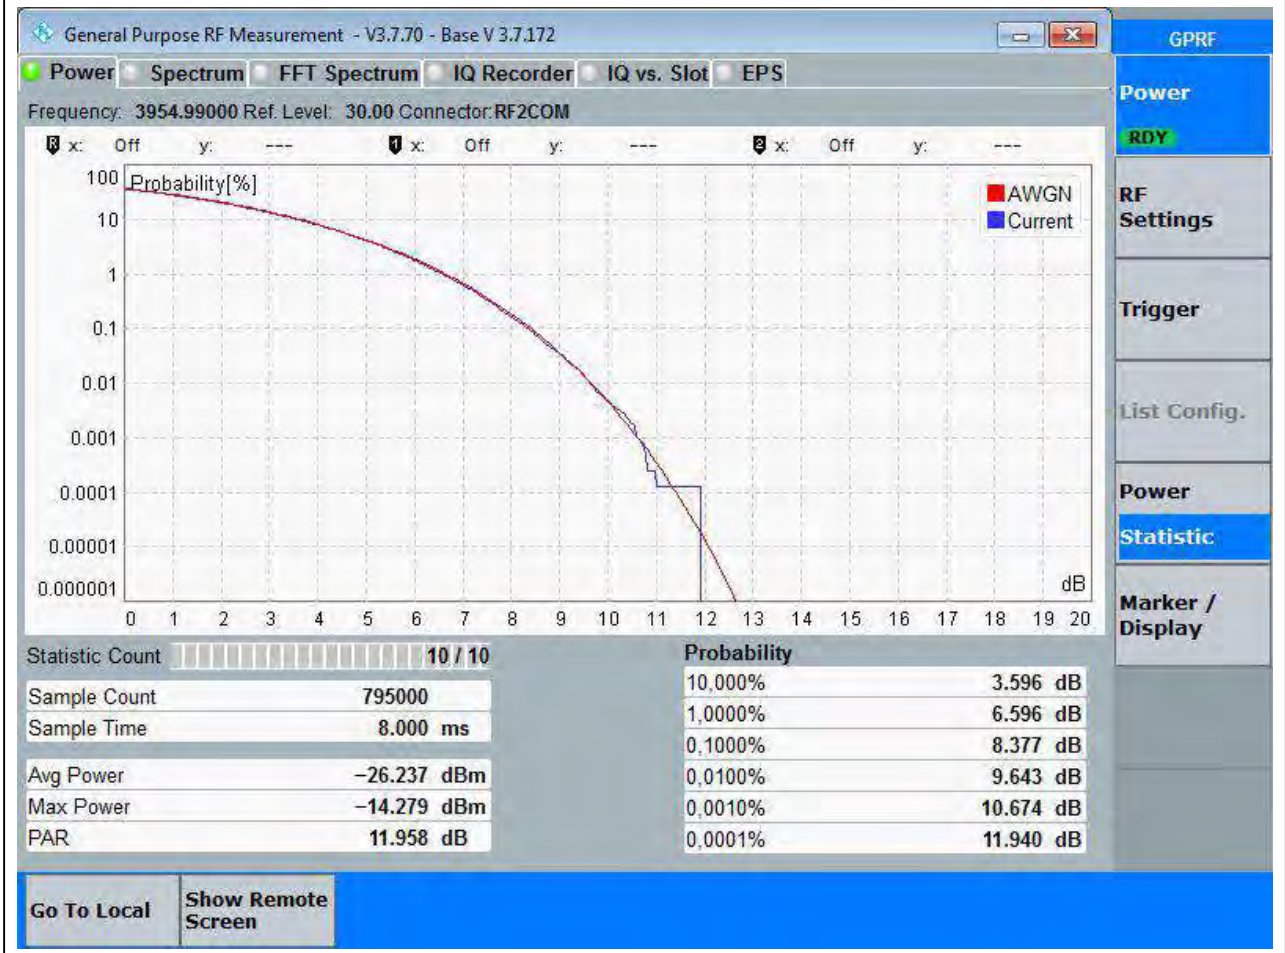 General Purpose RF Measurement - V3.7.70 - Base V 3.7.172
GPRF
Power Spectrum FFT Spectrum IQ Recorder IQ vs. Slot EPS
Frequency: 3954.99000 Ref. Level: 30.00 Connector:RF2COM
R x: Off y: --- 1 x: Off y: --- 2 x: Off y: ---
Probability[%]
AWGN
Current
100
10
1
0.1
0.01
0.001
0.0001
0.00001
0.000001
dB
0 1 2 3 4 5 6 7 8 9 10 11 12 13 14 15 16 17 18 19 20
Statistic Count 10 / 10
Sample Count 795000
Sample Time 8.000 ms
Avg Power −26.237 dBm
Max Power −14.279 dBm
PAR 11.958 dB
Probability
10,000% 3.596 dB
1,0000% 6.596 dB
0,1000% 8.377 dB
0,0100% 9.643 dB
0,0010% 10.674 dB
0,0001% 11.940 dB
Power
RDY
RF
Settings
Trigger
List Config.
Power
Statistic
Marker /
Display
Go To Local
Show Remote
Screen